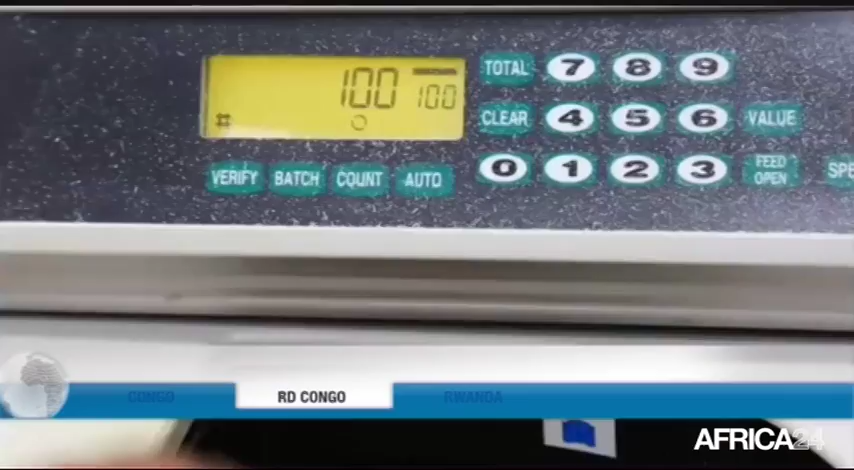 100 100
TOTAL 7 8 9
CLEAR 4 5 6 VALUE
0 1 2 3 FEED OPEN SPE
VERIFY BATCH COUNT AUTO
CONGO RD CONGO RWANDA
AFRICA24